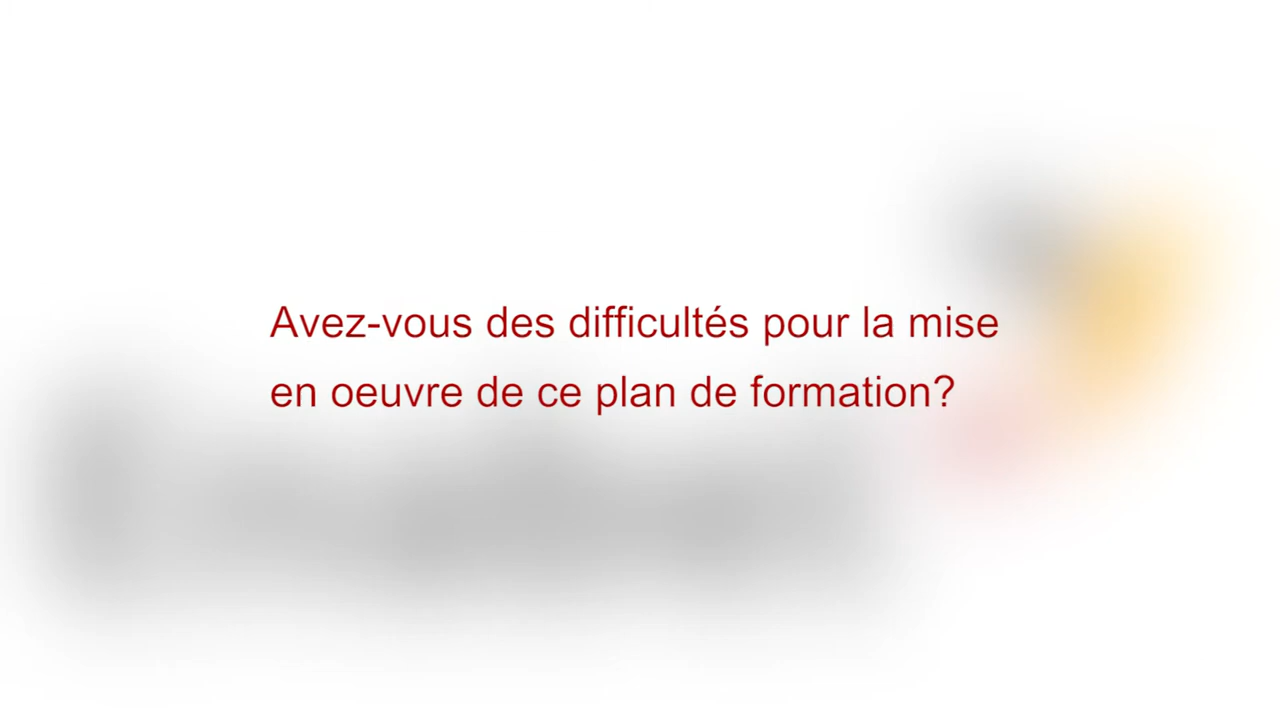 Avez-vous des difficultés pour la mise
en oeuvre de ce plan de formation?